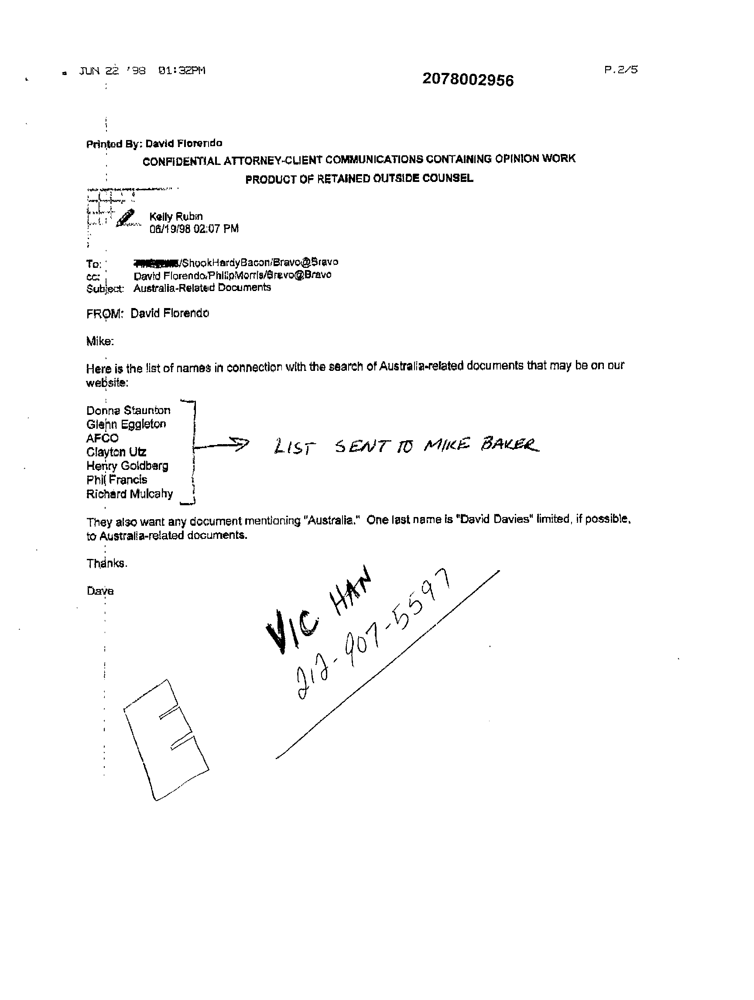 JUN 22 '98 01:32PM
2078002956
P.2/5
Printed By: David Florendo
CONFIDENTIAL ATTORNEY-CLIENT COMMUNICATIONS CONTAINING OPINION WORK
PRODUCT OF RETAINED OUTSIDE COUNSEL
Kelly Rubin
06/19/98 02:07 PM
To: /ShookHardyBacon/Bravo@Bravo
cc: David Florendo/PhilipMorris/Bravo@Bravo
Subject: Australia-Related Documents
FROM: David Florendo
Mike:
Here is the list of names in connection with the search of Australia-related documents that may be on our
website:
Donna Staunton
Glenn Eggleton
AFCO
Clayton Utz
Henry Goldberg
Phil Francis
Richard Mulcahy
LIST SENT TO MIKE BAKER
They also want any document mentioning "Australia." One last name is "David Davies" limited, if possible,
to Australia-related documents.
Thanks.
Dave
VIC HAN
212-907-5597